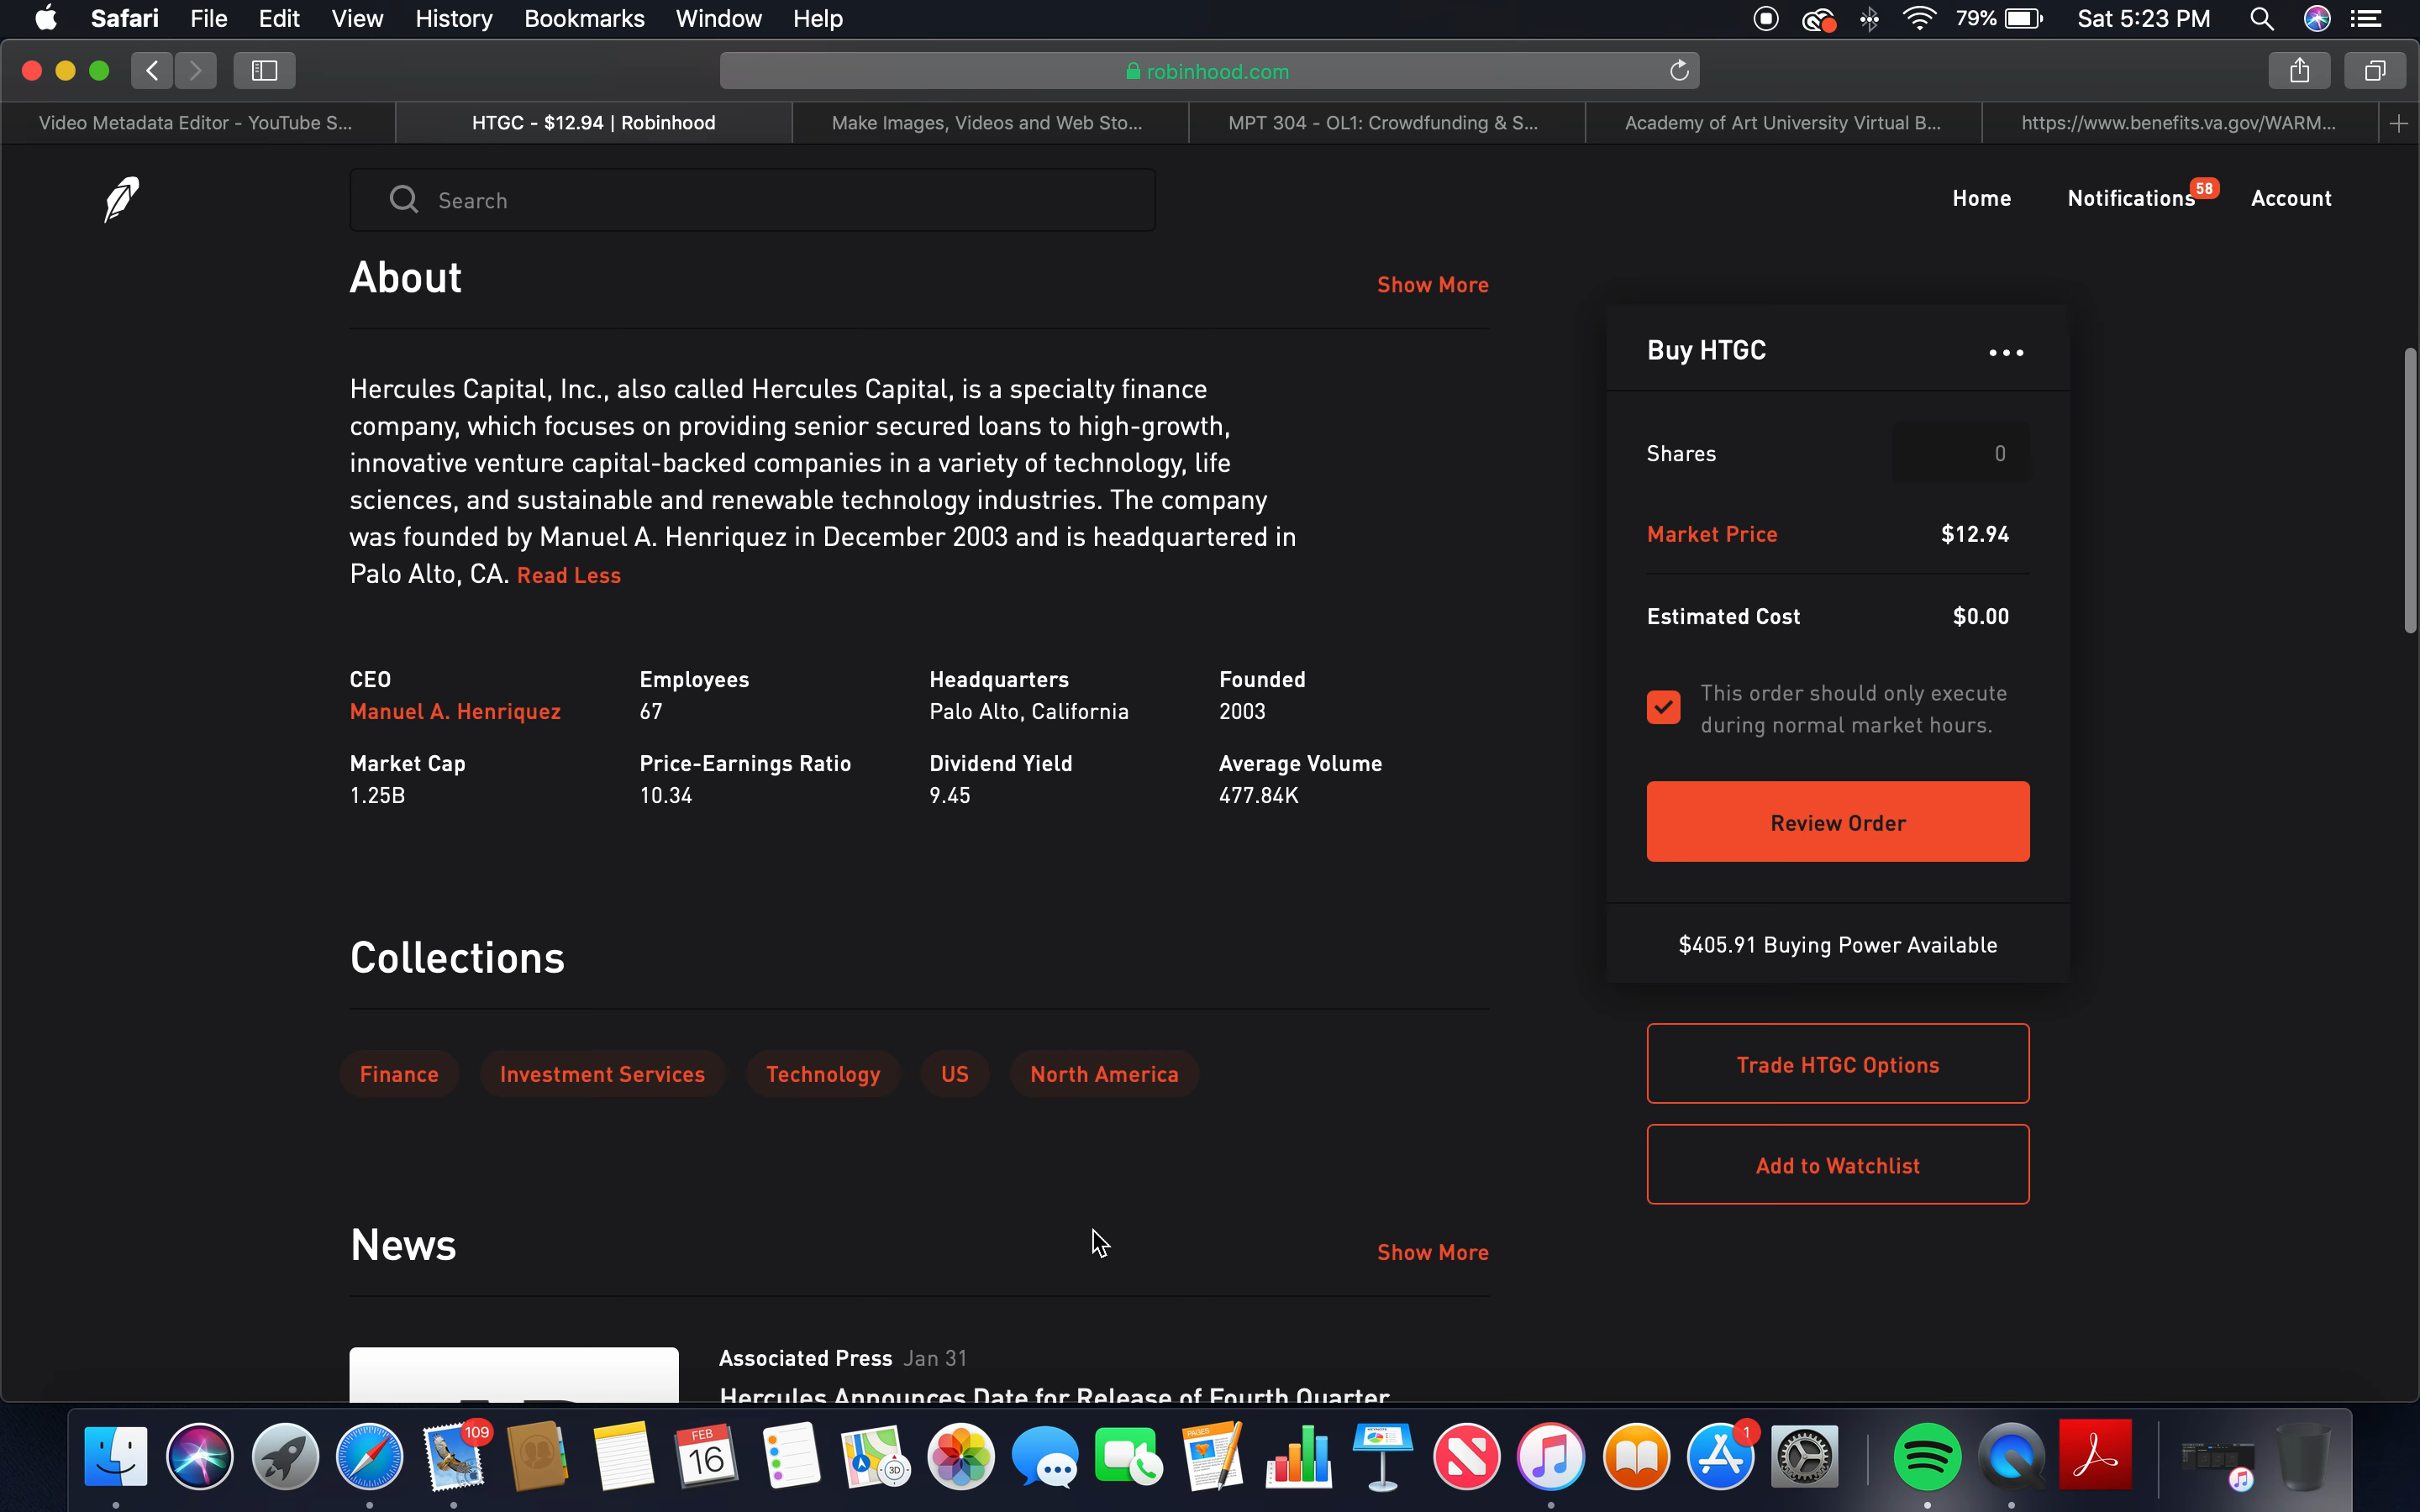 Safari File Edit View History Bookmarks Window Help 79% Sat 5:23 PM
robinhood.com
Video Metadata Editor - YouTube S... HTGC - $12.94 | Robinhood Make Images, Videos and Web Sto... MPT 304 - OL1: Crowdfunding & S... Academy of Art University Virtual B... https://www.benefits.va.gov/WARM...
Search Home Notifications 58 Account
About Show More
Hercules Capital, Inc., also called Hercules Capital, is a specialty finance
company, which focuses on providing senior secured loans to high-growth,
innovative venture capital-backed companies in a variety of technology, life
sciences, and sustainable and renewable technology industries. The company
was founded by Manuel A. Henriquez in December 2003 and is headquartered in
Palo Alto, CA. Read Less
CEO Employees Headquarters Founded
Manuel A. Henriquez 67 Palo Alto, California 2003
Market Cap Price-Earnings Ratio Dividend Yield Average Volume
1.25B 10.34 9.45 477.84K
Collections
Finance Investment Services Technology US North America
News Show More
Associated Press Jan 31
Hercules Announces Date for Release of Fourth Quarter
Buy HTGC
Shares 0
Market Price $12.94
Estimated Cost $0.00
This order should only execute
during normal market hours.
Review Order
$405.91 Buying Power Available
Trade HTGC Options
Add to Watchlist
109 FEB 16 PAGES 3D 1